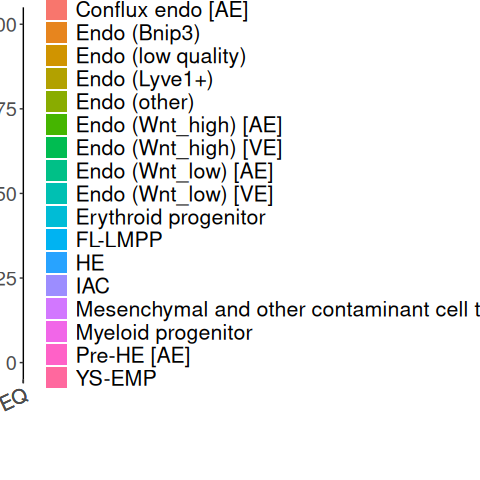 Conflux endo [AE]
00
Endo (Bnip3)
Endo (low quality)
Endo (Lyve1+)
75
Endo (other)
Endo (Wnt_high) [AE]
Endo (Wnt_high) [VE]
Endo (Wnt_low) [AE]
50
Endo (Wnt_low) [VE]
Erythroid progenitor
FL-LMPP
HE
25
IAC
Mesenchymal and other contaminant cell t
Myeloid progenitor
0
Pre-HE [AE]
YS-EMP
EQ